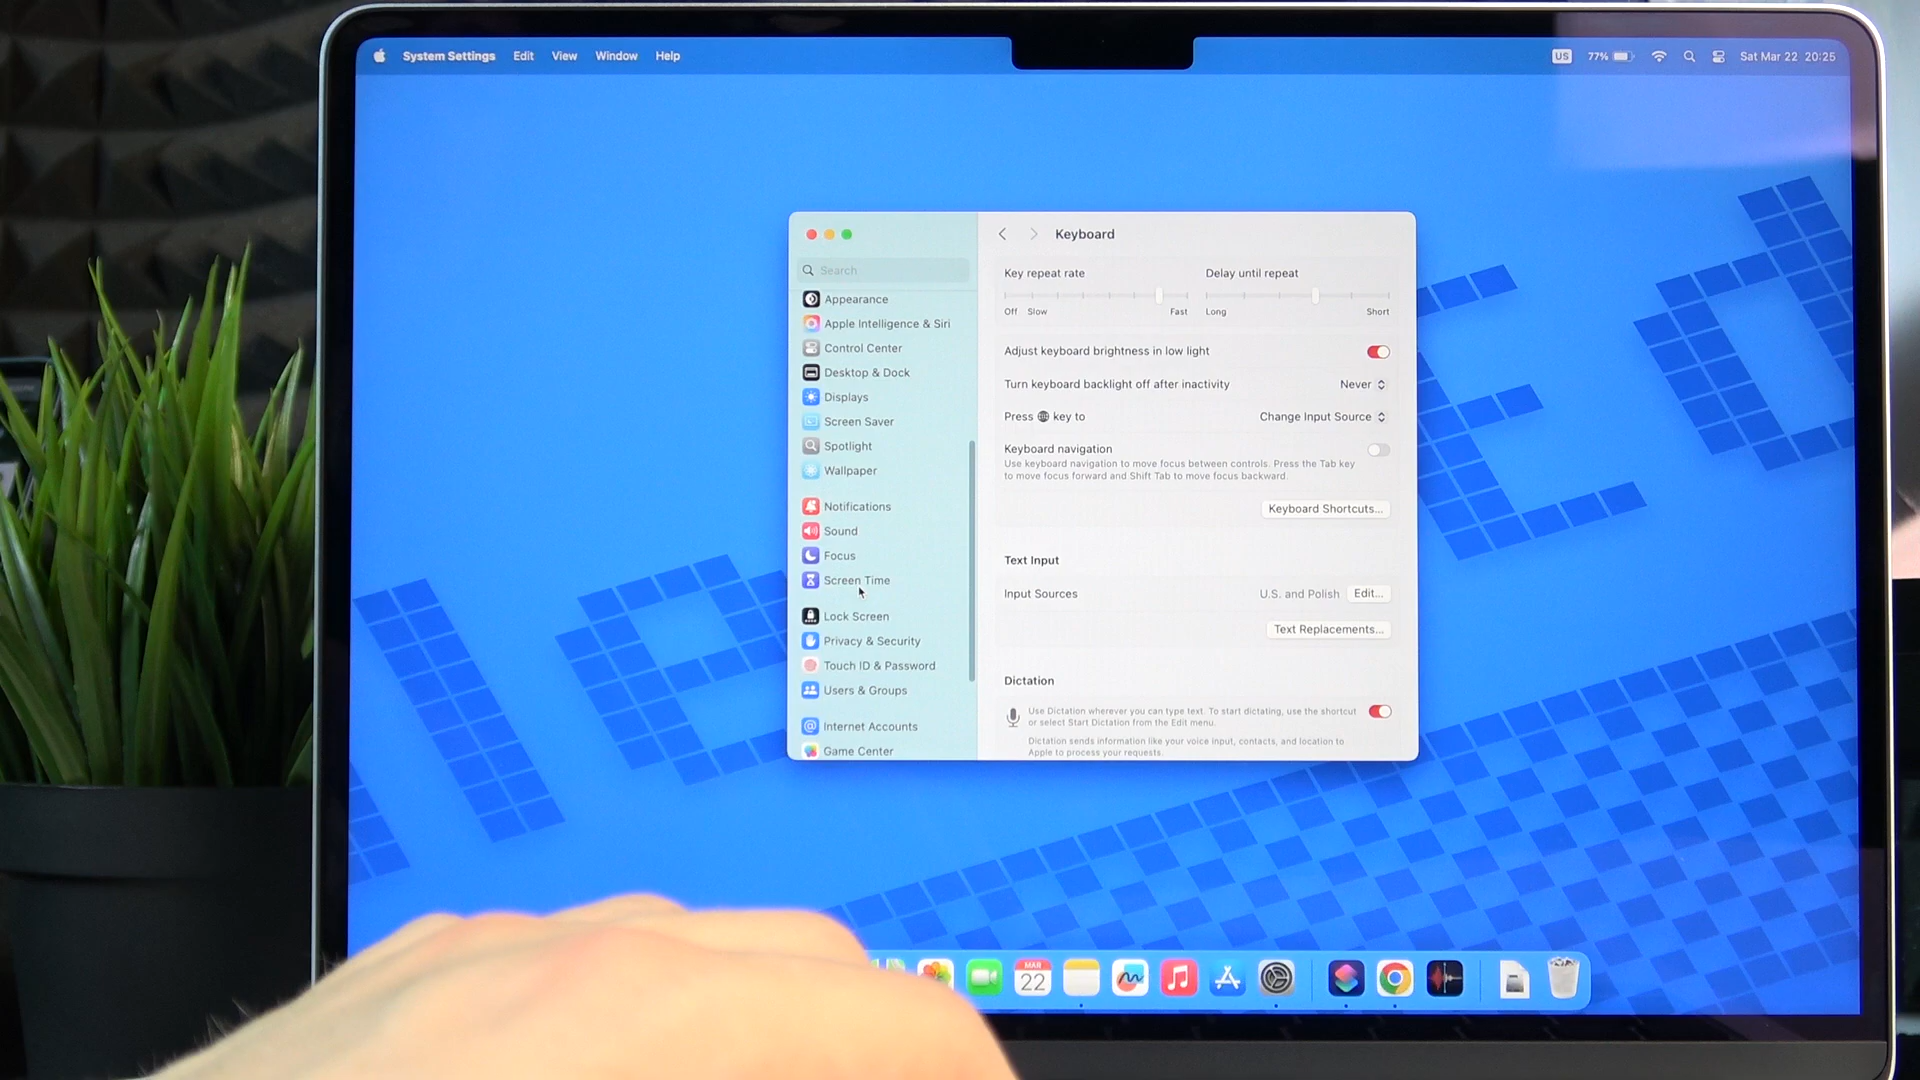 System Settings Edit View Window Help
US 77% Sat Mar 22 20:25
Search
Appearance
Apple Intelligence & Siri
Control Center
Desktop & Dock
Displays
Screen Saver
Spotlight
Wallpaper
Notifications
Sound
Focus
Screen Time
Lock Screen
Privacy & Security
Touch ID & Password
Users & Groups
Internet Accounts
Game Center
Keyboard
Key repeat rate Delay until repeat
Off Slow Fast Long Short
Adjust keyboard brightness in low light
Turn keyboard backlight off after inactivity Never
Press key to Change Input Source
Keyboard navigation
Use keyboard navigation to move focus between controls. Press the Tab key
to move focus forward and Shift Tab to move focus backward.
Keyboard Shortcuts...
Text Input
Input Sources U.S. and Polish Edit...
Text Replacements...
Dictation
Use Dictation wherever you can type text. To start dictating, use the shortcut
or select Start Dictation from the Edit menu.
Dictation sends information like your voice input, contacts, and location to
Apple to process your requests.
MAR
22